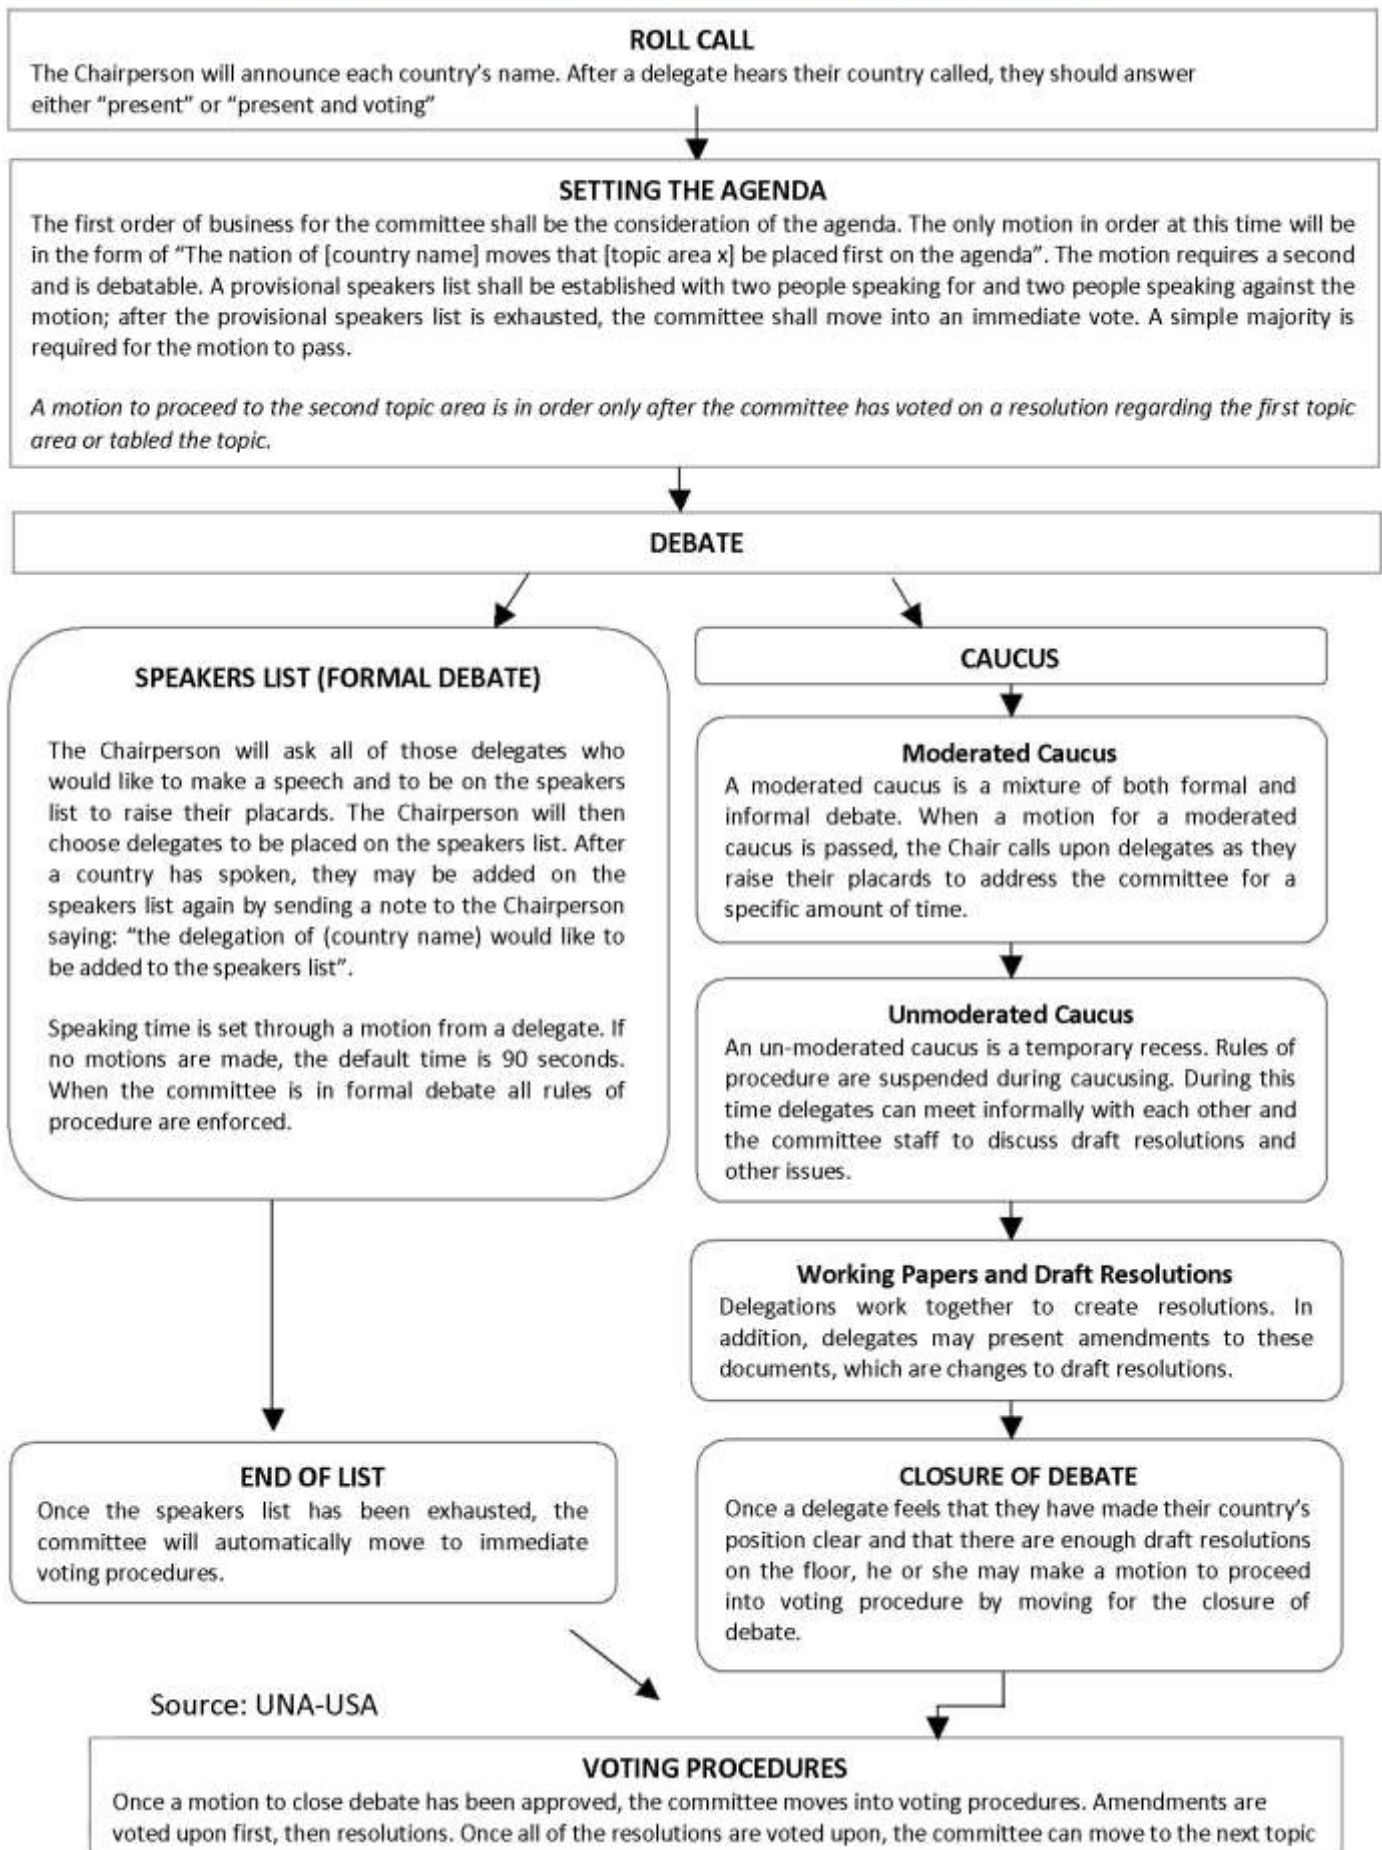 ROLL CALL
The Chairperson will announce each country's name. After a delegate hears their country called, they should answer
either "present" or "present and voting"
SETTING THE AGENDA
The first order of business for the committee shall be the consideration of the agenda. The only motion in order at this time will be
in the form of "The nation of [country name] moves that [topic area x] be placed first on the agenda". The motion requires a second
and is debatable. A provisional speakers list shall be established with two people speaking for and two people speaking against the
motion; after the provisional speakers list is exhausted, the committee shall move into an immediate vote. A simple majority is
required for the motion to pass.
A motion to proceed to the second topic area is in order only after the committee has voted on a resolution regarding the first topic
area or tabled the topic.
DEBATE
SPEAKERS LIST (FORMAL DEBATE)
The Chairperson will ask all of those delegates who
would like to make a speech and to be on the speakers
list to raise their placards. The Chairperson will then
choose delegates to be placed on the speakers list. After
a country has spoken, they may be added on the
speakers list again by sending a note to the Chairperson
saying: "the delegation of (country name) would like to
be added to the speakers list".
Speaking time is set through a motion from a delegate. If
no motions are made, the default time is 90 seconds.
When the committee is in formal debate all rules of
procedure are enforced.
END OF LIST
Once the speakers list has been exhausted, the
committee will automatically move to immediate
voting procedures.
CAUCUS
Moderated Caucus
A moderated caucus is a mixture of both formal and
informal debate. When a motion for a moderated
caucus is passed, the Chair calls upon delegates as they
raise their placard to address the committee for a
specific amount of time.
Unmoderated Caucus
An un-moderated caucus is a temporary recess. Rules of
procedure are suspended during caucusing. During this
time delegates can meet informally with each other and
the committee staff to discuss draft resolutions and
other issues.
Working Papers and Draft Resolutions
Delegations work together to create resolutions. In
addition, delegates may present amendments to these
documents, which are changes to draft resolutions.
CLOSURE OF DEBATE
Once a delegate feels that they have made their country's
position clear and that there are enough draft resolutions
on the floor, he or she may make a motion to proceed
into voting procedure by moving for the closure of
debate.
Source: UNA-USA
VOTING PROCEDURES
Once a motion to close debate has been approved, the committee moves into voting procedures. Amendments are
voted upon first, then resolutions. Once all of the resolutions are voted upon, the committee can move to the next topic